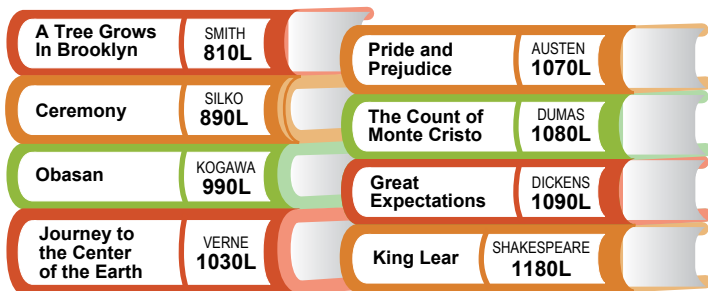 A Tree Grows
In Brooklyn
SMITH
810L
Ceremony
SILKO
890L
Obasan
KOGAWA
990L
Journey to
the Center
of the Earth
VERNE
1030L
Pride and
Prejudice
AUSTEN
1070L
The Count of
Monte Cristo
DUMAS
1080L
Great
Expectations
DICKENS
1090L
King Lear
SHAKESPEARE
1180L